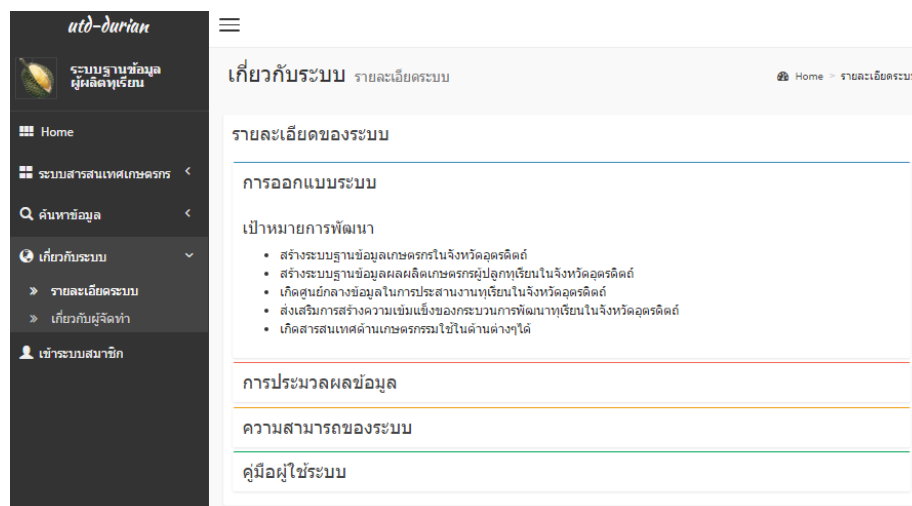 utd-durian
ระบบฐานข้อมูล
ผู้ผลิตทุเรียน
Home
ระบบสารสนเทศเกษตรกร
ค้นหาข้อมูล
เกี่ยวกับระบบ
» รายละเอียดระบบ
» เกี่ยวกับผู้จัดทำ
เข้าระบบสมาชิก
เกี่ยวกับระบบ รายละเอียดระบบ
Home > รายละเอียดระบบ
รายละเอียดของระบบ
การออกแบบระบบ
เป้าหมายการพัฒนา
• สร้างระบบฐานข้อมูลเกษตรกรในจังหวัดอุตรดิตถ์
• สร้างระบบฐานข้อมูลผลผลิตเกษตรกรผู้ปลูกทุเรียนในจังหวัดอุตรดิตถ์
• เกิดศูนย์กลางข้อมูลในการประสานงานทุเรียนในจังหวัดอุตรดิตถ์
• ส่งเสริมการสร้างความเข้มแข็งของกระบวนการพัฒนาทุเรียนในจังหวัดอุตรดิตถ์
• เกิดสารสนเทศด้านเกษตรกรรมใช้ในด้านต่างๆได้
การประมวลผลข้อมูล
ความสามารถของระบบ
คู่มือผู้ใช้ระบบ